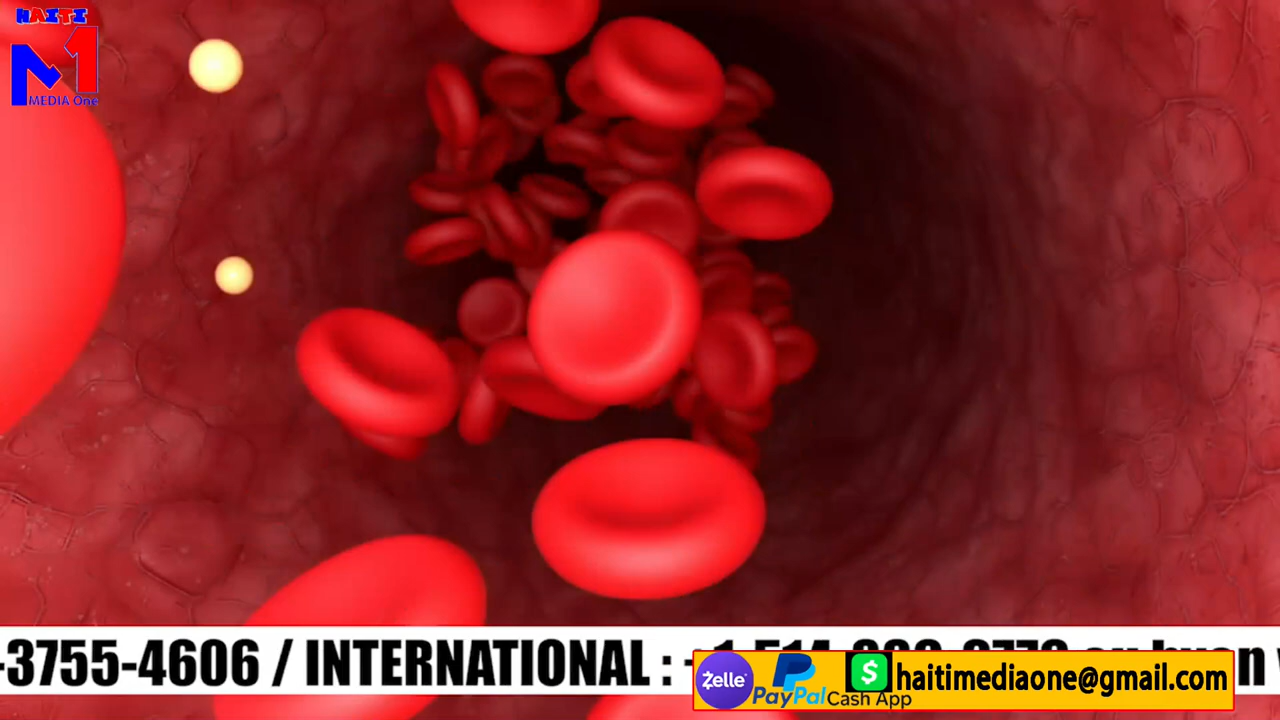 HAITI
M1
MEDIA One
-3755-4606 / INTERNATIONAL :
Zelle
PayPal
$
Cash App
haitimediaone@gmail.com